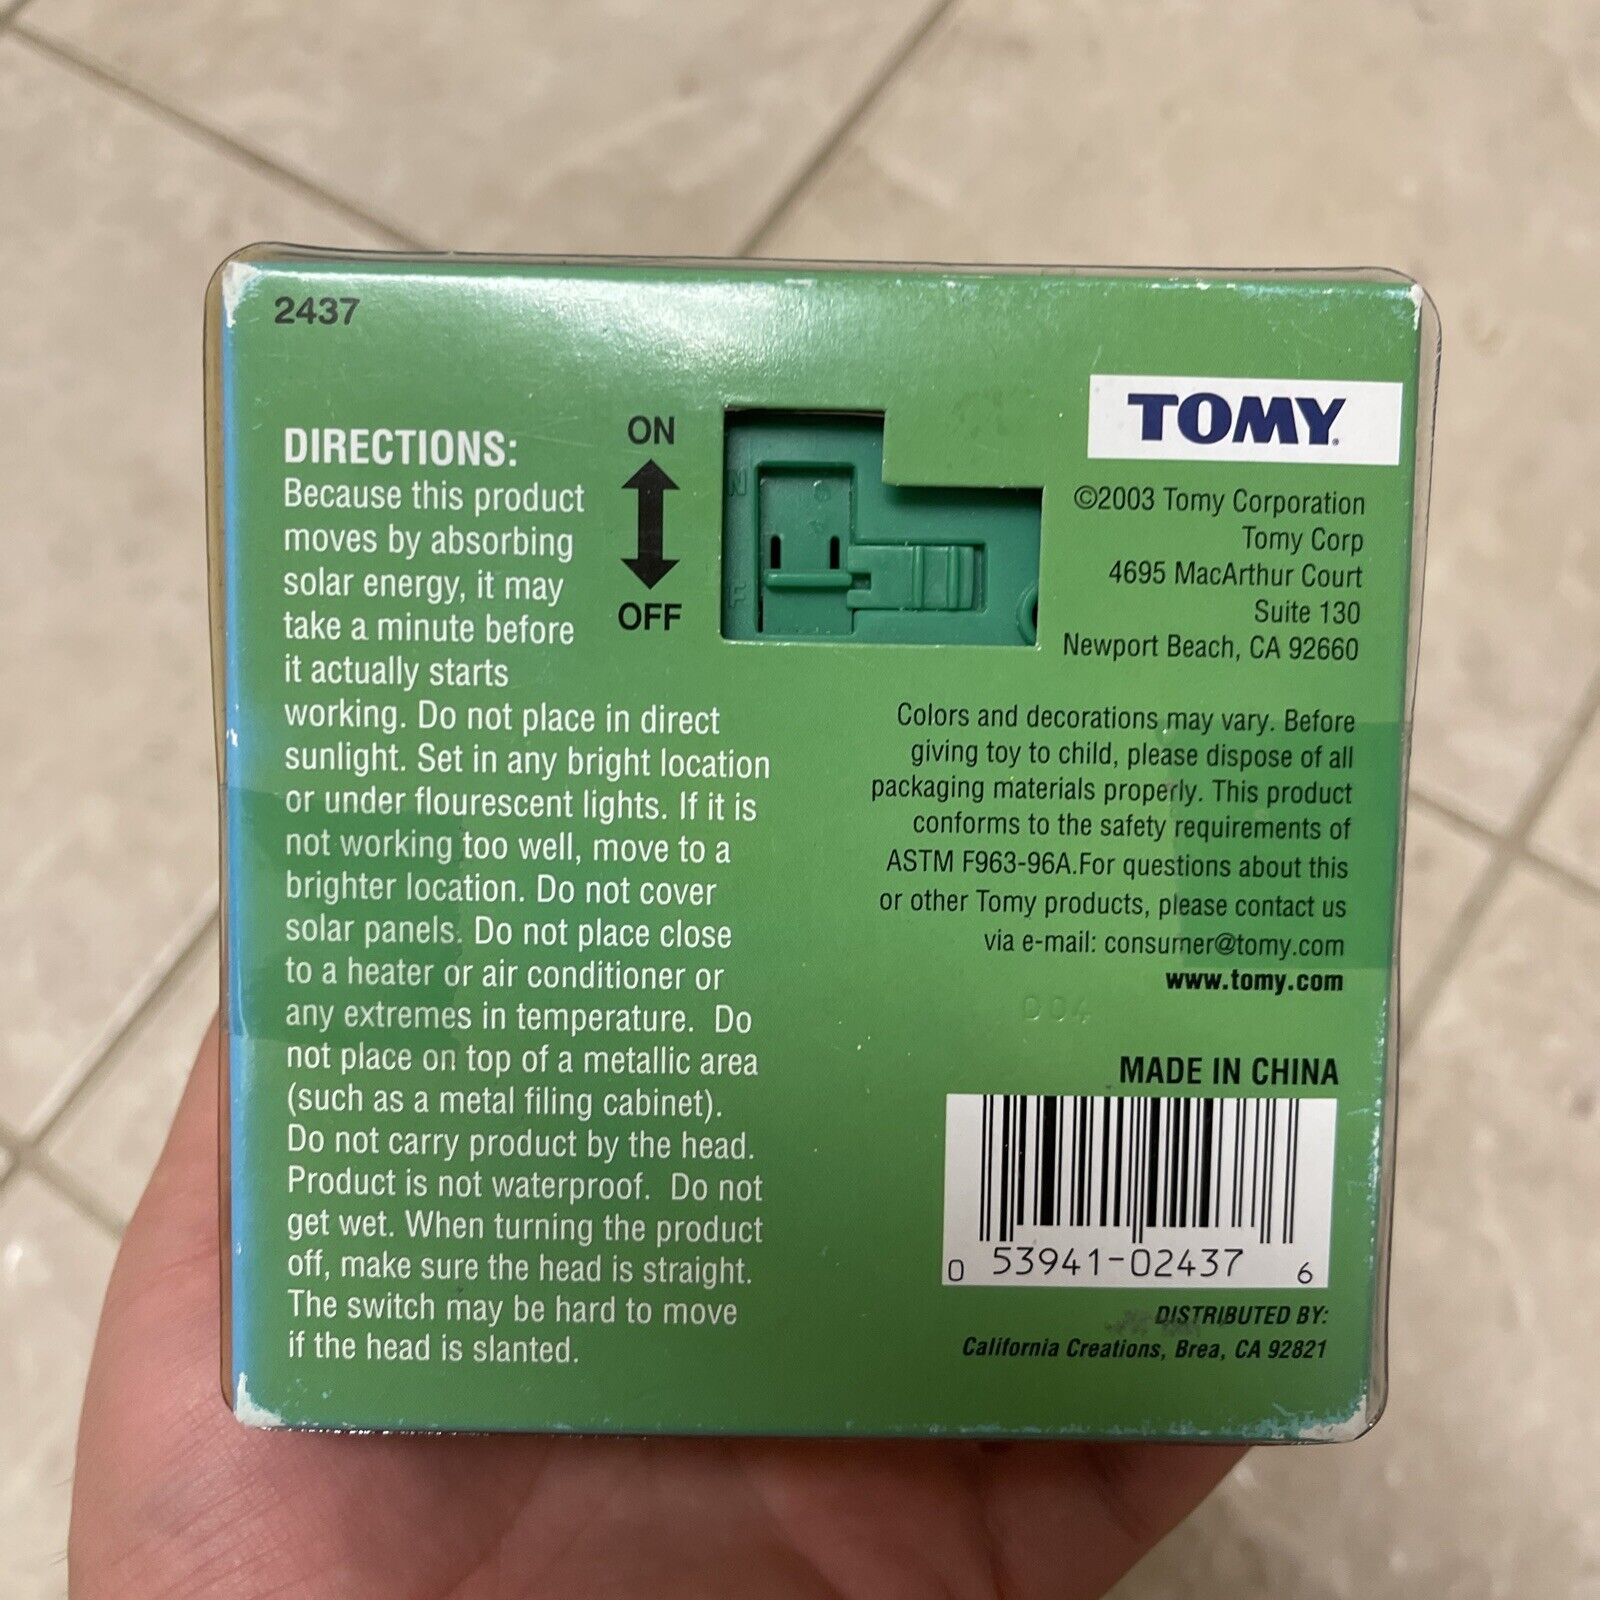 2437
DIRECTIONS:
Because this product
moves by absorbing
solar energy, it may
take a minute before
it actually starts
working. Do not place in direct
sunlight. Set in any bright location
or under flourescent lights. If it is
not working too well, move to a
brighter location. Do not cover
solar panels. Do not place close
to a heater or air conditioner or
any extremes in temperature. Do
not place on top of a metallic area
(such as a metal filing cabinet).
Do not carry product by the head.
Product is not waterproof. Do not
get wet. When turning the product
off, make sure the head is straight.
The switch may be hard to move
if the head is slanted.
ON
OFF
N
F
TOMY.
©2003 Tomy Corporation
Tomy Corp
4695 MacArthur Court
Suite 130
Newport Beach, CA 92660
Colors and decorations may vary. Before
giving toy to child, please dispose of all
packaging materials properly. This product
conforms to the safety requirements of
ASTM F963-96A.For questions about this
or other Tomy products, please contact us
via e-mail: consumer@tomy.com
www.tomy.com
004
MADE IN CHINA
0 53941-02437 6
DISTRIBUTED BY:
California Creations, Brea, CA 92821